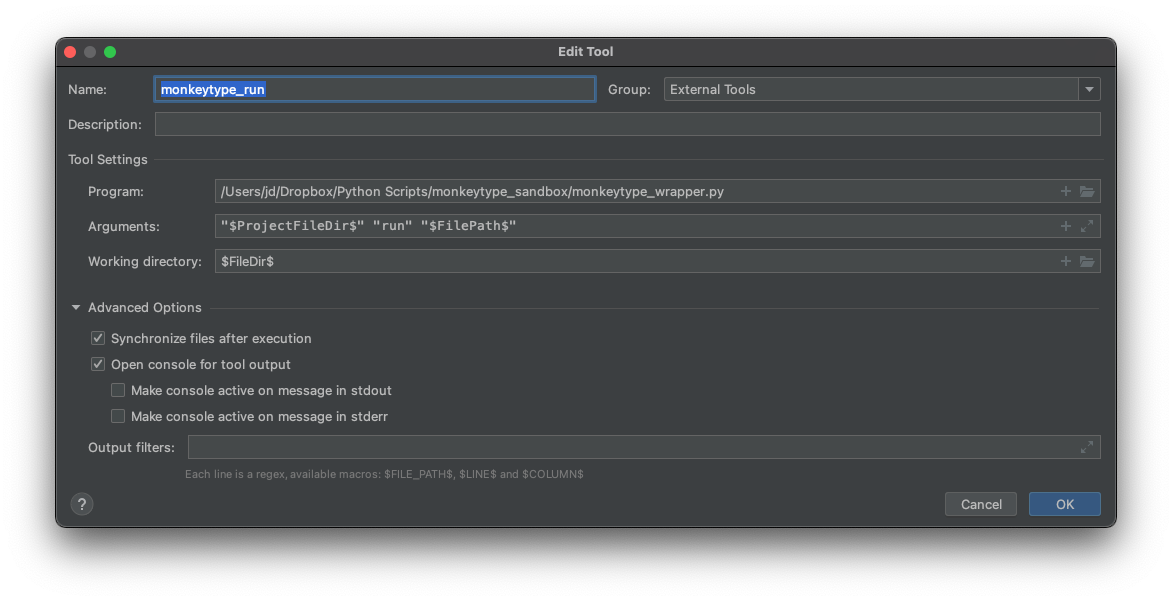 Edit Tool
Name: monkeytype_run Group: External Tools
Description:
Tool Settings
Program: /Users/jd/Dropbox/Python Scripts/monkeytype_sandbox/monkeytype_wrapper.py
Arguments: "$ProjectFileDir$" "run" "$FilePath$"
Working directory: $FileDir$
Advanced Options
Synchronize files after execution
Open console for tool output
Make console active on message in stdout
Make console active on message in stderr
Output filters:
Each line is a regex, available macros: $FILE_PATH$, $LINE$ and $COLUMN$
? Cancel OK